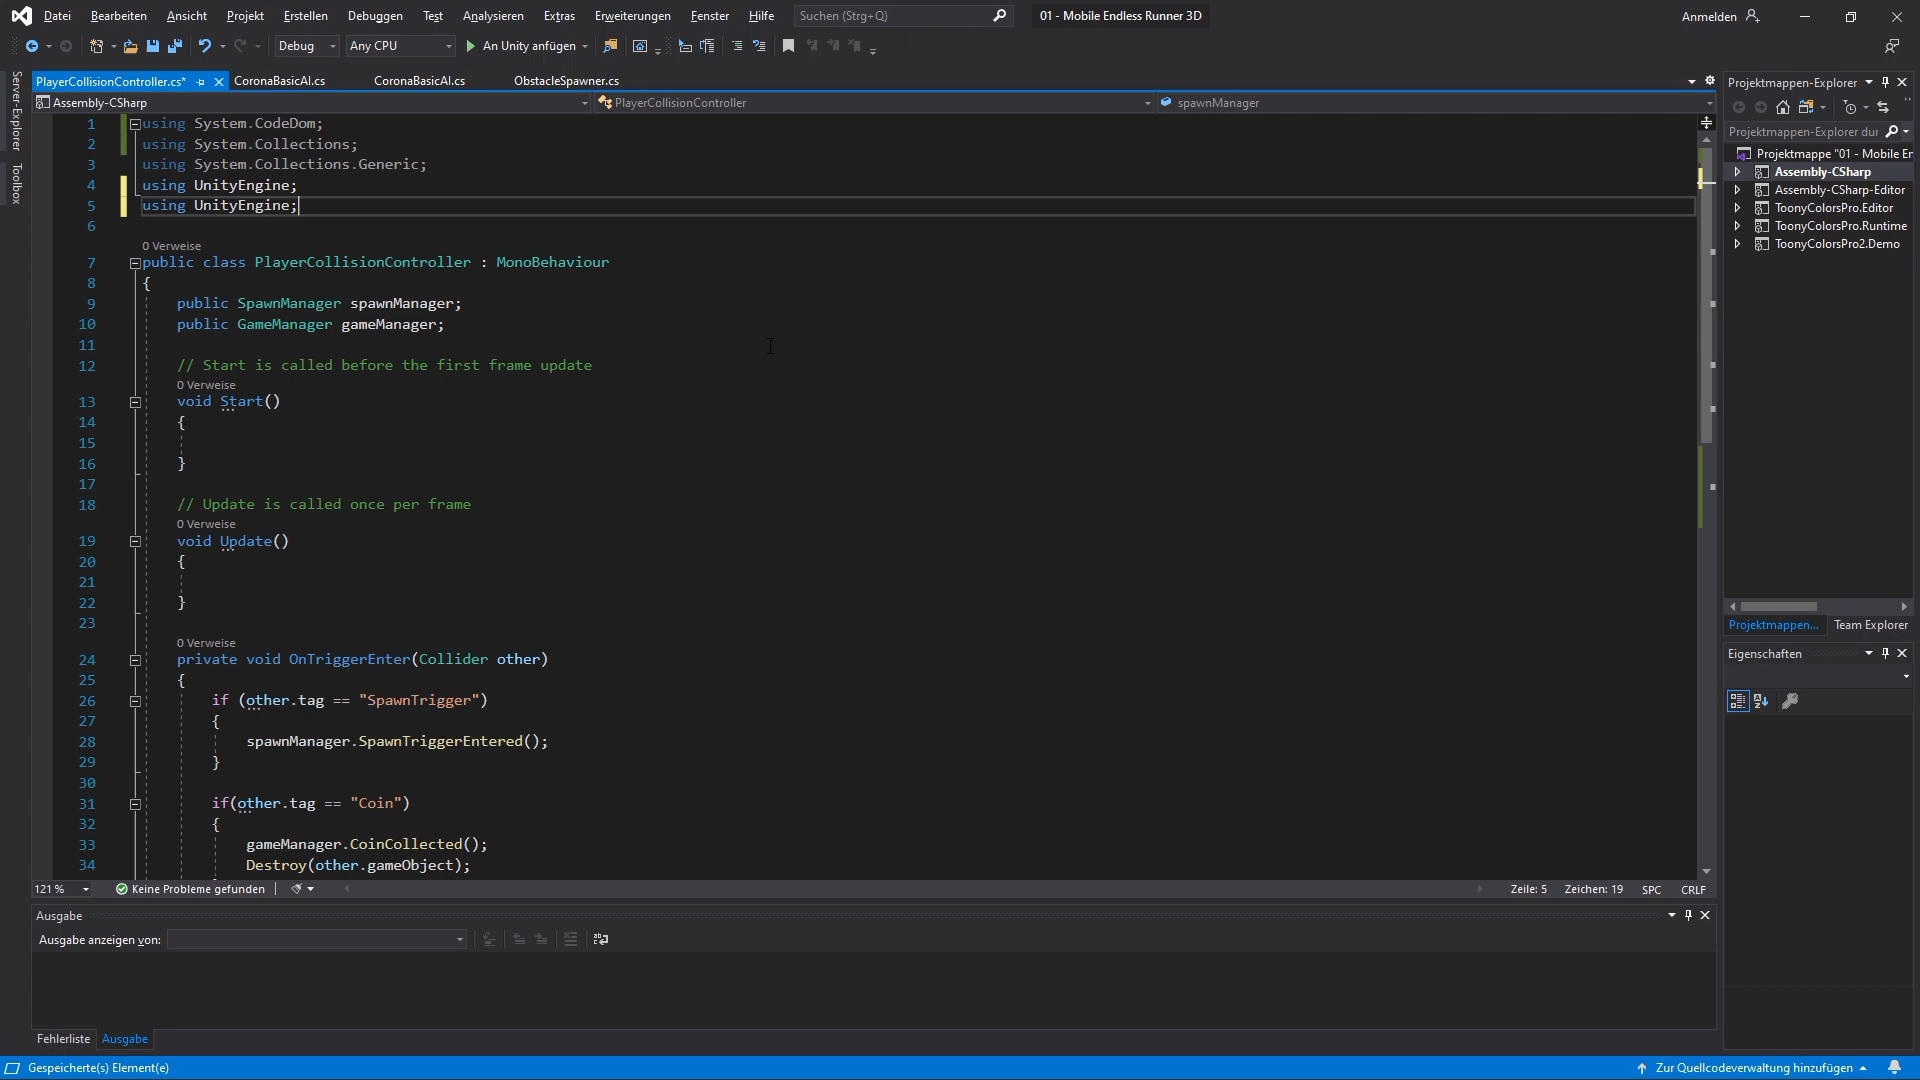 Datei Bearbeiten Ansicht Projekt Erstellen Debuggen Test Analysieren Extras Erweiterungen Fenster Hilfe Suchen (Strg+Q) 01 - Mobile Endless Runner 3D Anmelden
Debug Any CPU An Unity anfügen
Server-Explorer
Toolbox
PlayerCollisionController.cs* CoronaBasicAI.cs CoronaBasicAI.cs ObstacleSpawner.cs
Assembly-CSharp PlayerCollisionController spawnManager
1 using System.CodeDom;
2 using System.Collections;
3 using System.Collections.Generic;
4 using UnityEngine;
5 using UnityEngine;
6
0 Verweise
7 public class PlayerCollisionController : MonoBehaviour
8 {
9 public SpawnManager spawnManager;
10 public GameManager gameManager;
11
12 // Start is called before the first frame update
0 Verweise
13 void Start()
14 {
15
16 }
17
18 // Update is called once per frame
0 Verweise
19 void Update()
20 {
21
22 }
23
0 Verweise
24 private void OnTriggerEnter(Collider other)
25 {
26 if (other.tag == "SpawnTrigger")
27 {
28 spawnManager.SpawnTriggerEntered();
29 }
30
31 if(other.tag == "Coin")
32 {
33 gameManager.CoinCollected();
34 Destroy(other.gameObject);
121 % Keine Probleme gefunden Zeile: 5 Zeichen: 19 SPC CRLF
Ausgabe
Ausgabe anzeigen von:
Fehlerliste Ausgabe
Projektmappen-Explorer
Projektmappen-Explorer dur
Projektmappe "01 - Mobile En
Assembly-CSharp
Assembly-CSharp-Editor
ToonyColorsPro.Editor
ToonyColorsPro.Runtime
ToonyColorsPro2.Demo
Projektmappen... Team Explorer
Eigenschaften
Gespeicherte(s) Element(e) Zur Quellcodeverwaltung hinzufügen